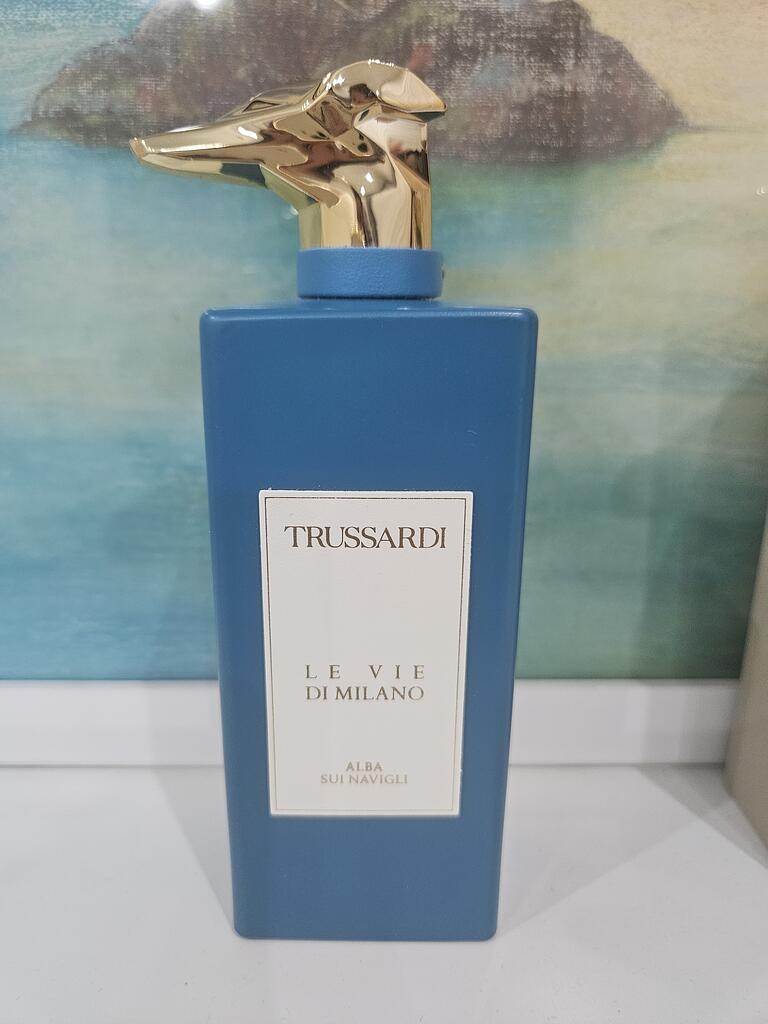 TRUSSARDI
LE VIE
DI MILANO
ALBA
SUI NAVIGLI